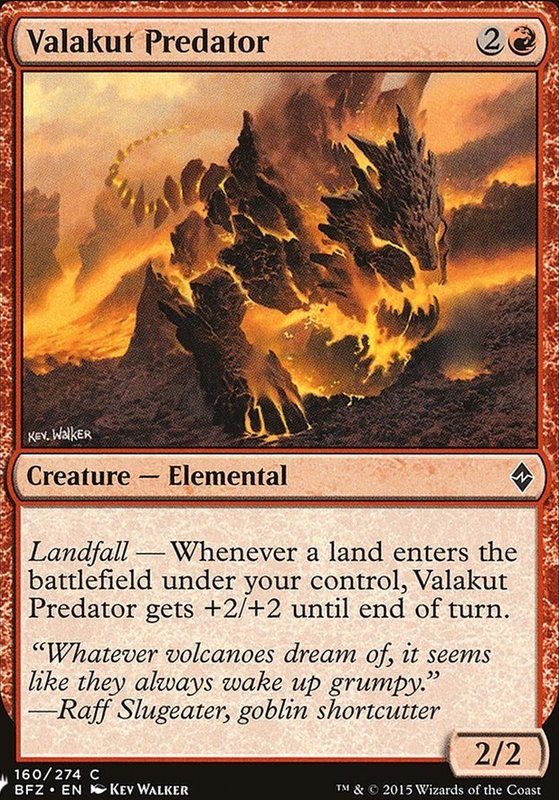 Valakut Predator 2
KEV. WALKER
Creature — Elemental
Landfall — Whenever a land enters the
battlefield under your control, Valakut
Predator gets +2/+2 until end of turn.
“Whatever volcanoes dream of, it seems
like they always wake up grumpy.”
—Raff Slugeater, goblin shortcutter
2/2
160/274 C
BFZ • EN Kev Walker
™ & © 2015 Wizards of the Coast